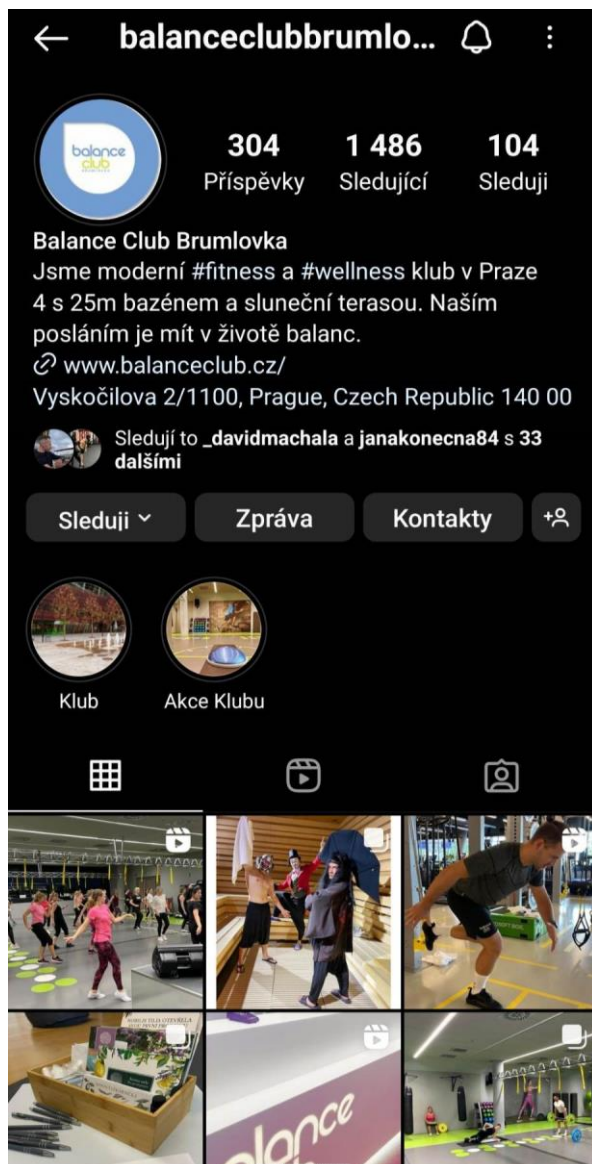 balanceclubbrumlo...
balance
club
304
1 486
104
Příspěvky
Sledující
Sleduji
Balance Club Brumlovka
Jsme moderní #fitness a #wellness klub v Praze
4 s 25m bazénem a sluneční terasou. Naším
posláním je mít v životě balanc.
www.balanceclub.cz/
Vyskočilova 2/1100, Prague, Czech Republic 140 00
Sledují to _davidmachala a janakonecna84 s 33
dalšími
Sleduji
Zpráva
Kontakty
Klub
Akce Klubu
balance